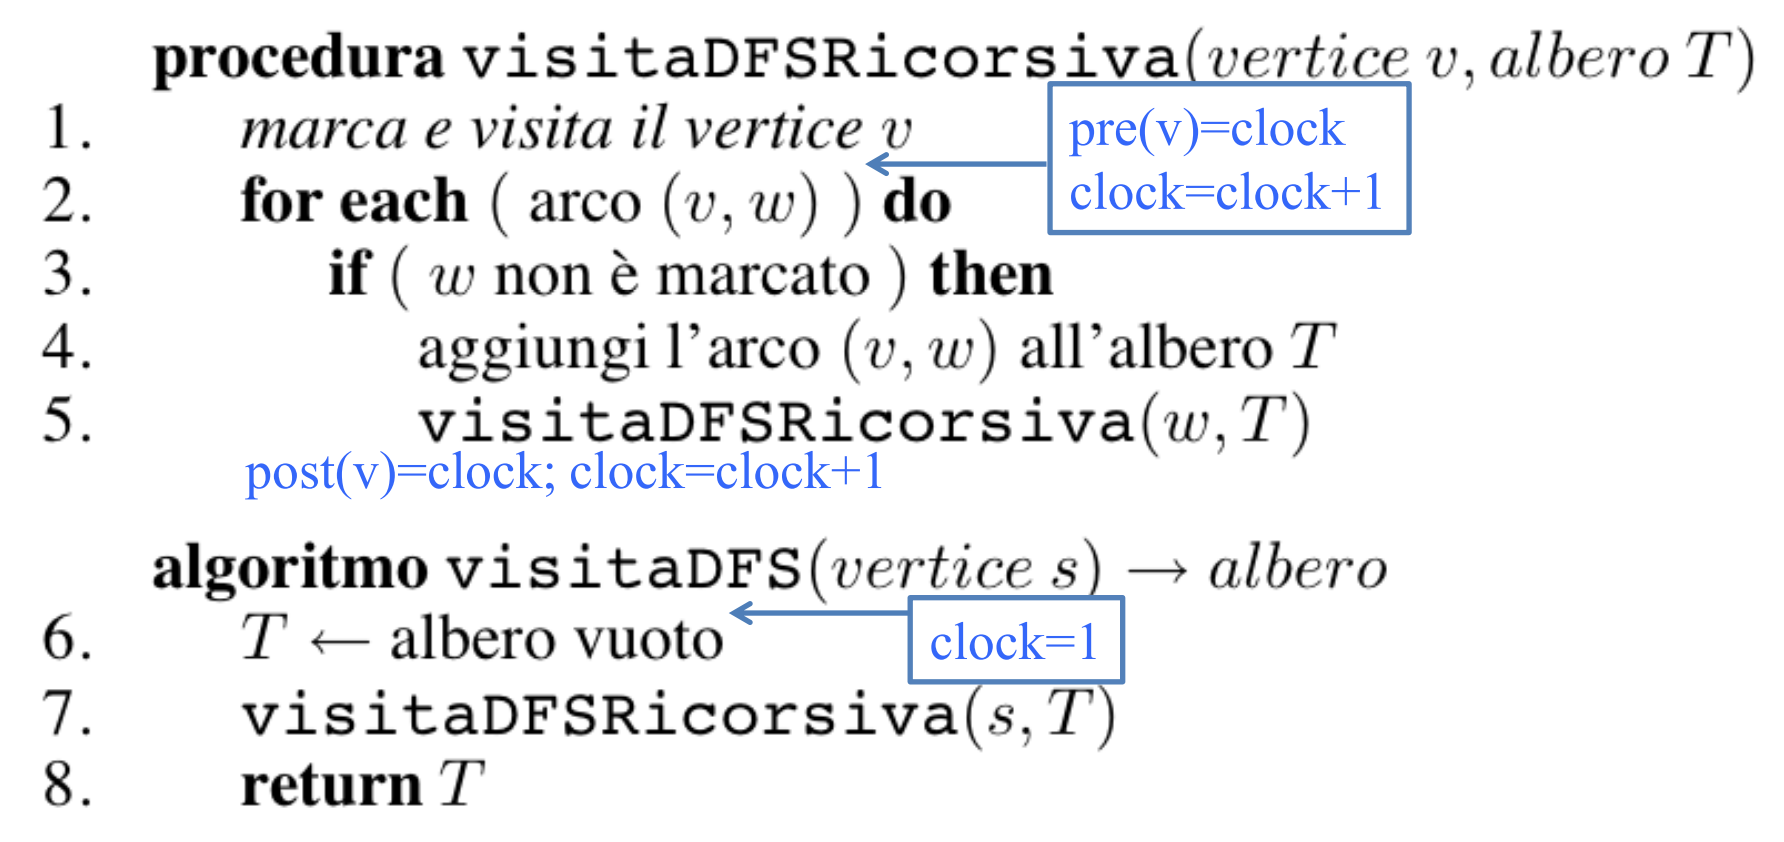 procedura visitaDFSRicorsiva(vertice v, albero T)
1. marca e visita il vertice v
pre(v)=clock
clock=clock+1
2. for each ( arco (v, w) ) do
3. if ( w non è marcato ) then
4. aggiungi l'arco (v, w) all'albero T
5. visitaDFSRicorsiva(w, T)
post(v)=clock; clock=clock+1
algoritmo visitaDFS(vertice s) → albero
6. T ← albero vuoto
clock=1
7. visitaDFSRicorsiva(s, T)
8. return T